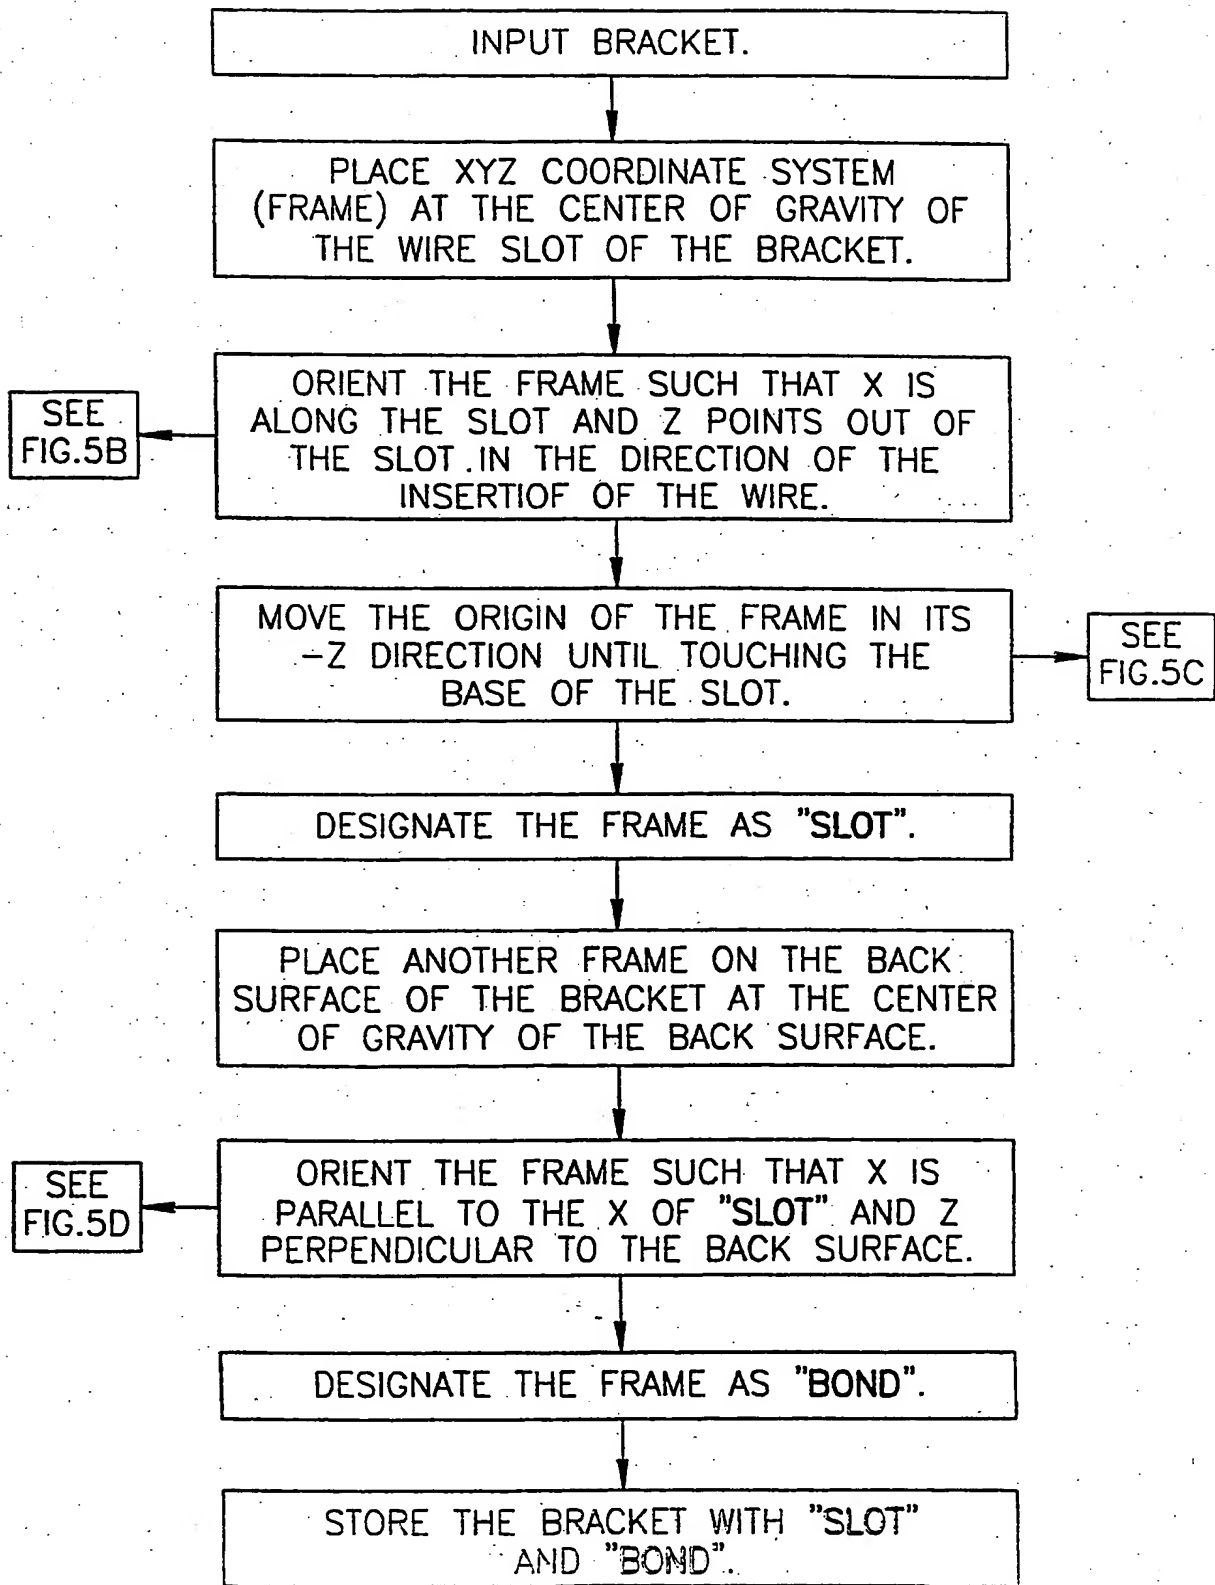 INPUT BRACKET.
PLACE XYZ COORDINATE SYSTEM
(FRAME) AT THE CENTER OF GRAVITY OF
THE WIRE SLOT OF THE BRACKET.
ORIENT THE FRAME SUCH THAT X IS
ALONG THE SLOT AND Z POINTS OUT OF
THE SLOT IN THE DIRECTION OF THE
INSERTIOF OF THE WIRE.
SEE
FIG.5B
MOVE THE ORIGIN OF THE FRAME IN ITS
-Z DIRECTION UNTIL TOUCHING THE
BASE OF THE SLOT.
SEE
FIG.5C
DESIGNATE THE FRAME AS "SLOT".
PLACE ANOTHER FRAME ON THE BACK
SURFACE OF THE BRACKET AT THE CENTER
OF GRAVITY OF THE BACK SURFACE.
ORIENT THE FRAME SUCH THAT X IS
PARALLEL TO THE X OF "SLOT" AND Z
PERPENDICULAR TO THE BACK SURFACE.
SEE
FIG.5D
DESIGNATE THE FRAME AS "BOND".
STORE THE BRACKET WITH "SLOT"
AND "BOND".